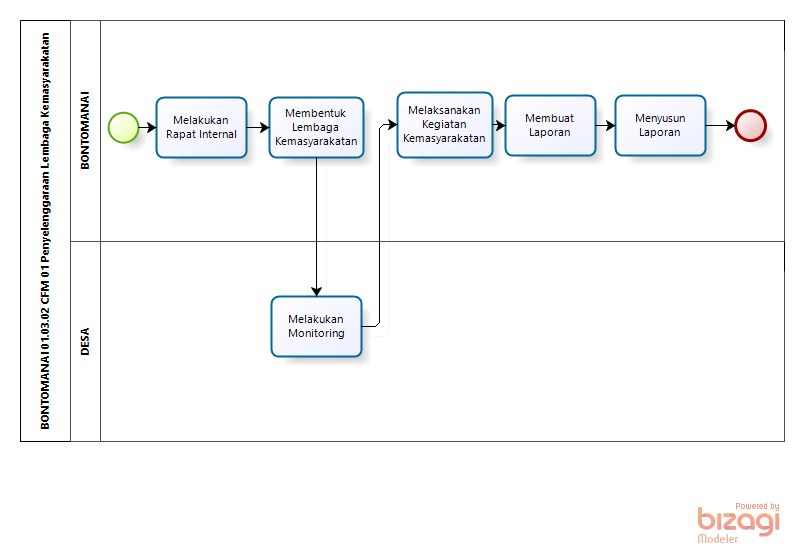 BONTOMANAI 01.03.02 CFM 01 Penyelenggaraan Lembaga Kemasyarakatan
BONTOMANAI
Melakukan
Rapat Internal
Membentuk
Lembaga
Kemasyarakatan
Melaksanakan
Kegiatan
Kemasyarakatan
Membuat
Laporan
Menyusun
Laporan
DESA
Melakukan
Monitoring
Powered by
bizagi
Modeler